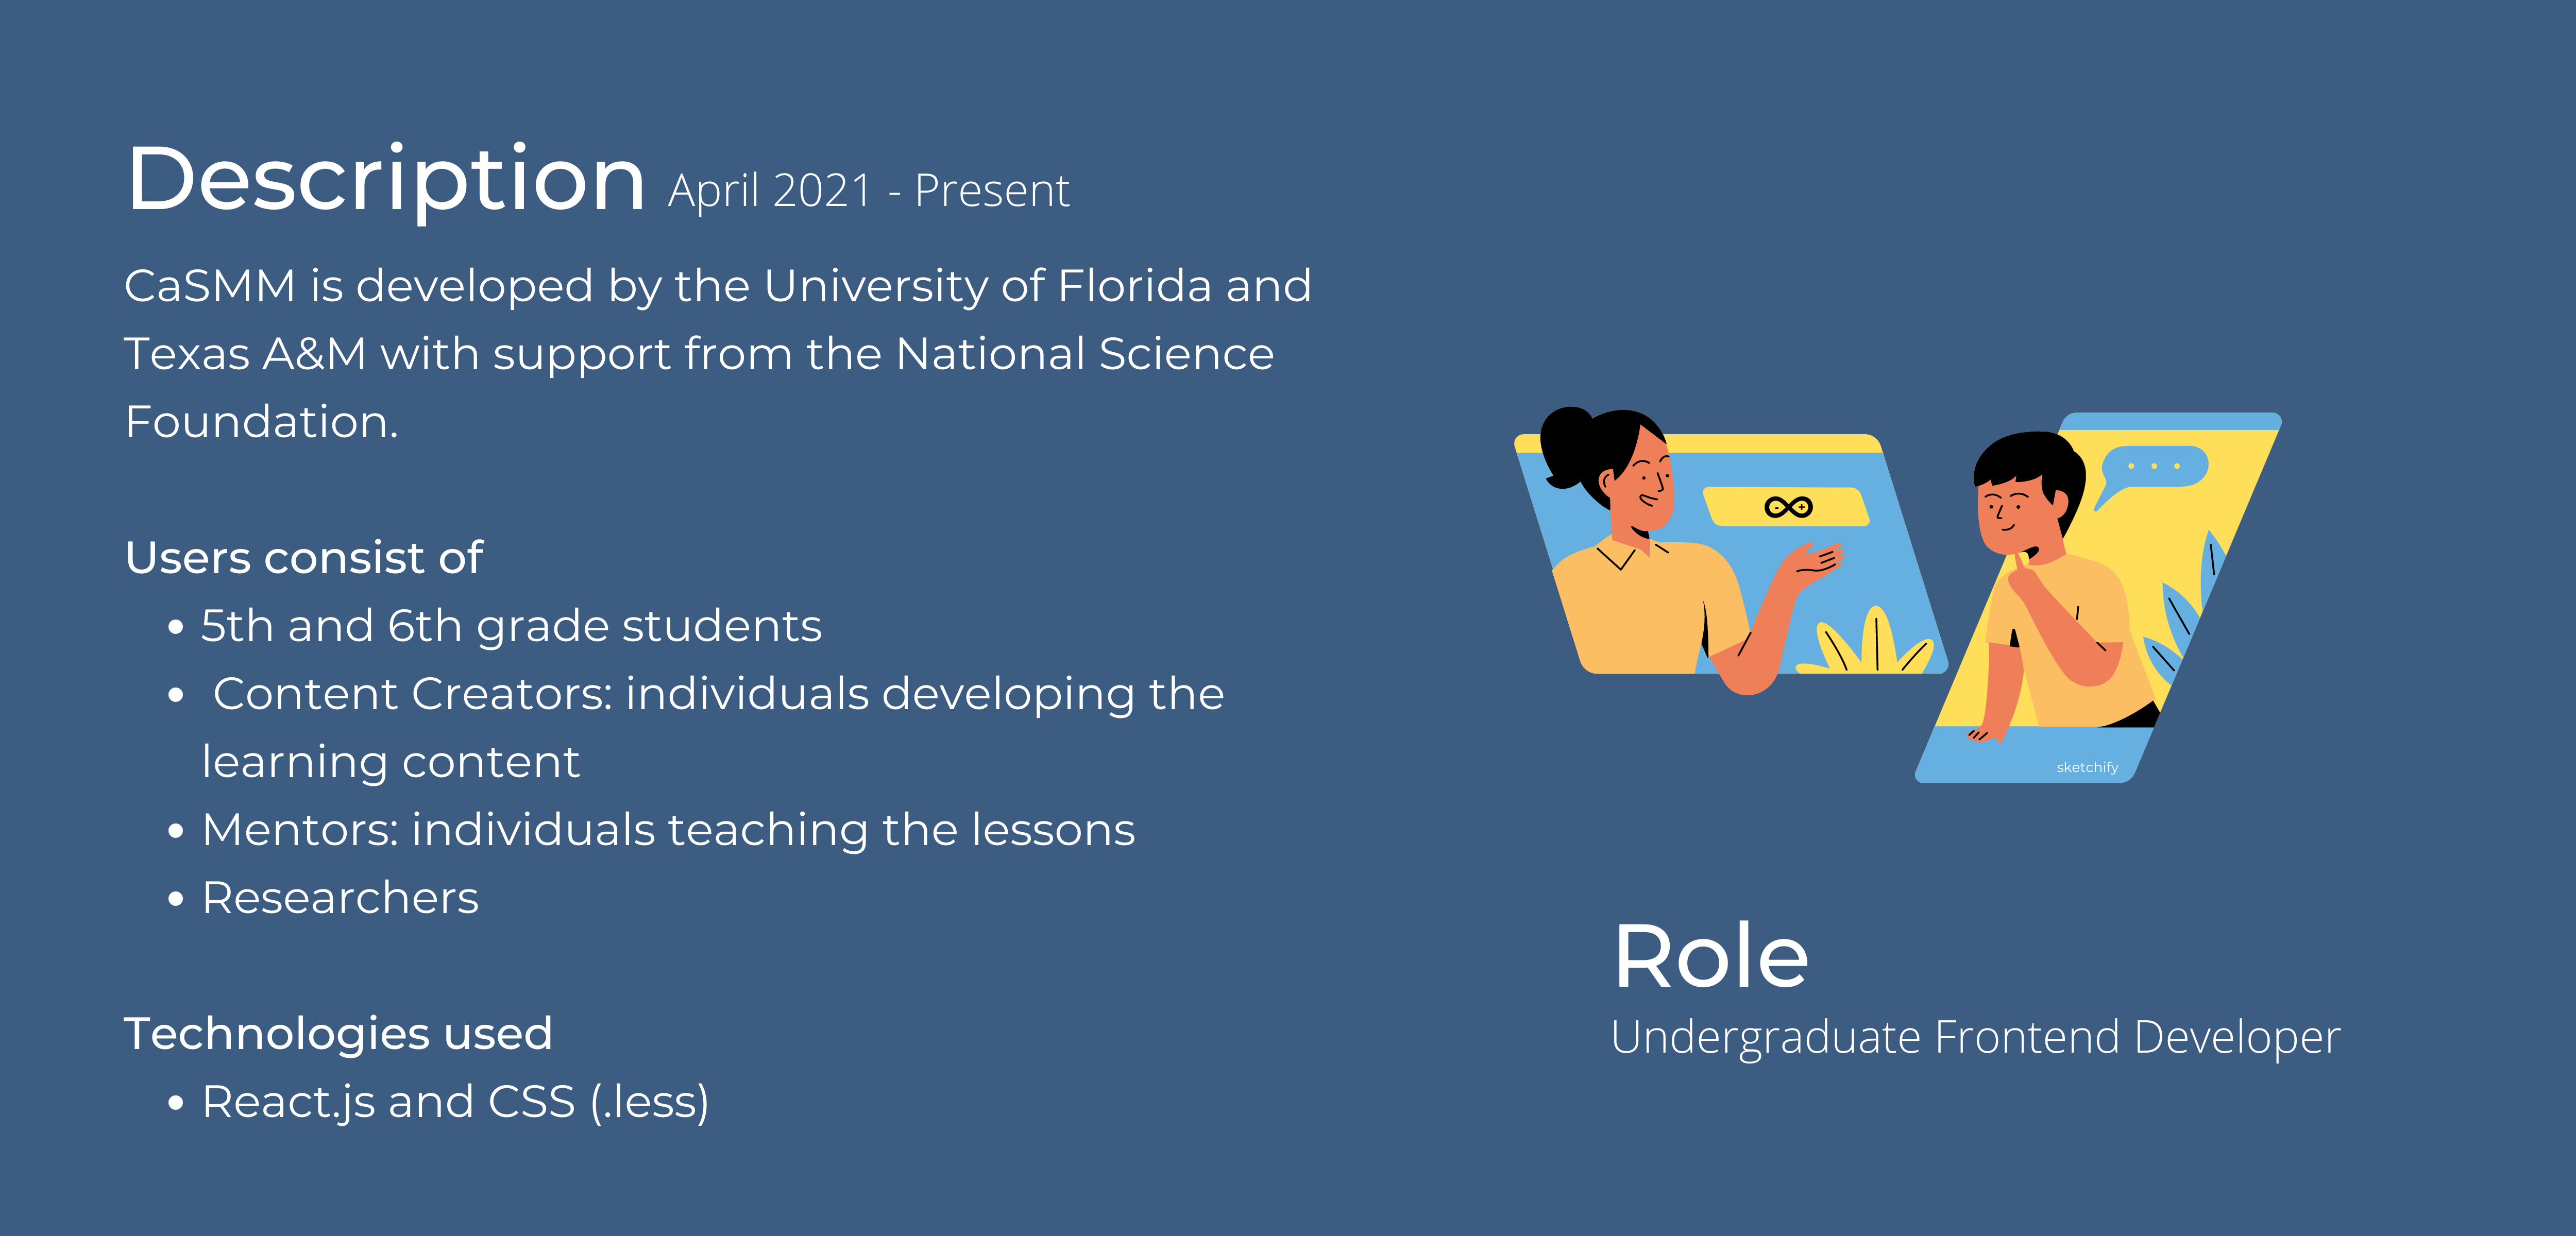 Description April 2021 - Present
CaSMM is developed by the University of Florida and
Texas A&M with support from the National Science
Foundation.
Users consist of
• 5th and 6th grade students
• Content Creators: individuals developing the
learning content
• Mentors: individuals teaching the lessons
• Researchers
Technologies used
• React.js and CSS (.less)
- +
sketchify
Role
Undergraduate Frontend Developer